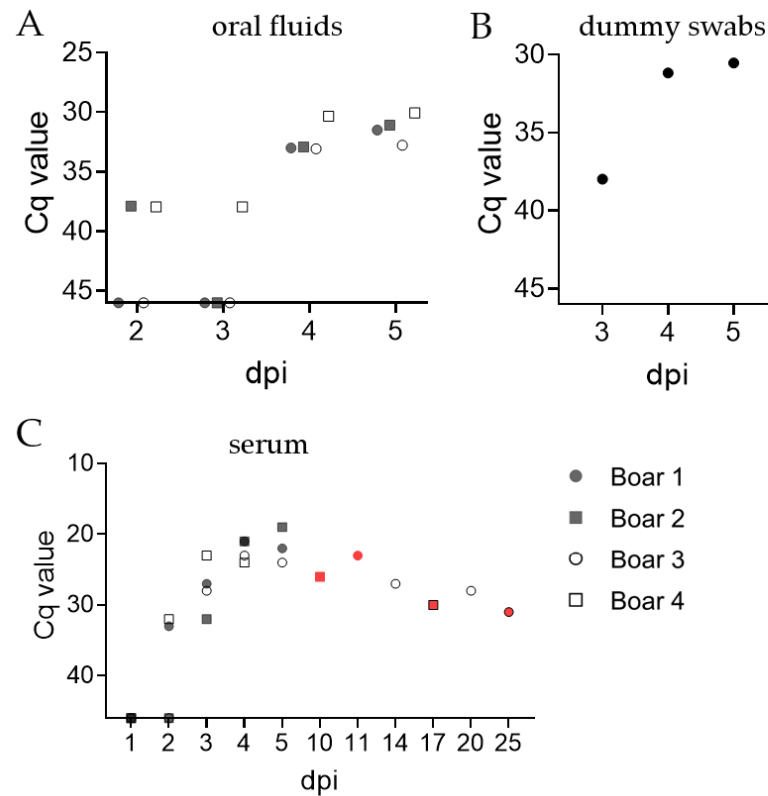 A
oral fluids
Cq value
25
30
35
40
45
2 3 4 5
dpi
B
dummy swabs
Cq value
30
35
40
45
3 4 5
dpi
C
serum
Cq value
10
20
30
40
1 2 3 4 5 10 11 14 17 20 25
dpi
Boar 1
Boar 2
Boar 3
Boar 4